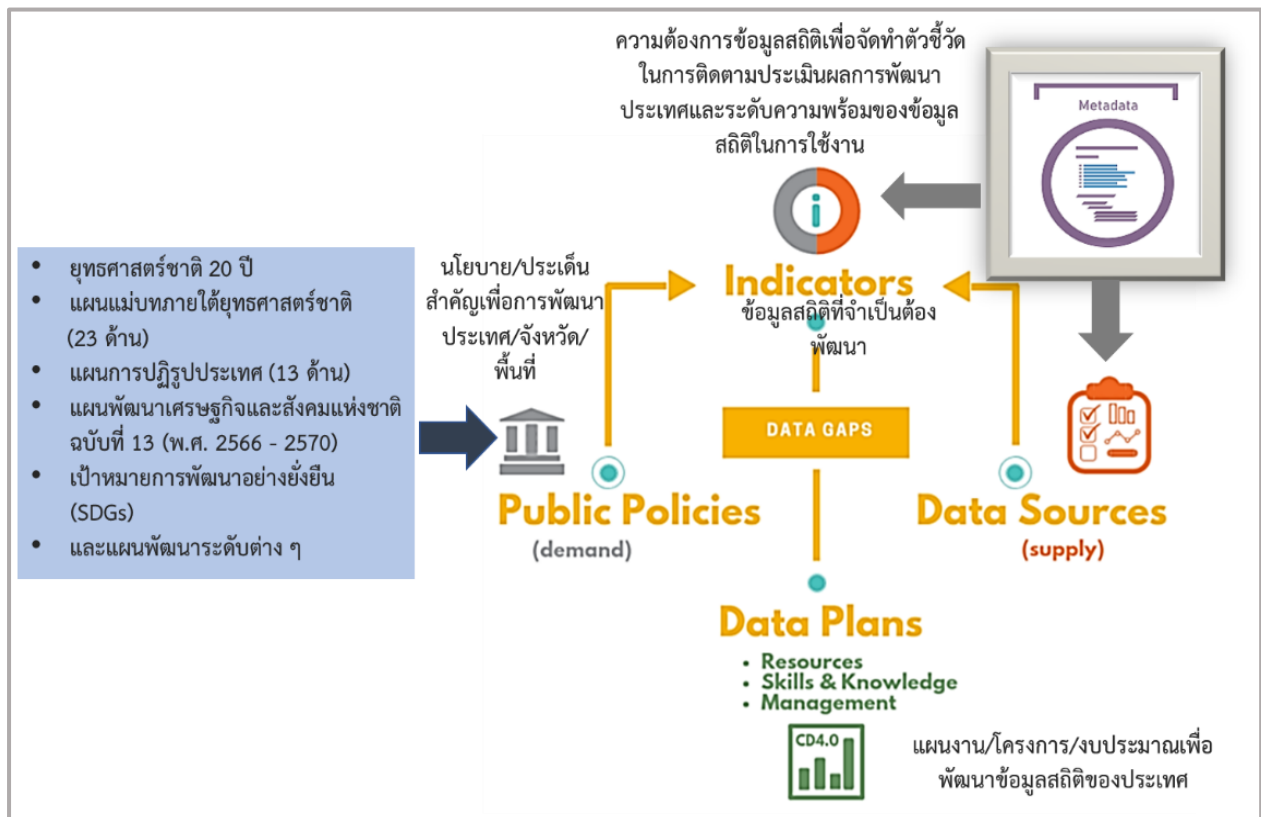 ความต้องการข้อมูลสถิติเพื่อจัดทำตัวชี้วัด
ในการติดตามประเมินผลการพัฒนา
ประเทศและระดับความพร้อมของข้อมูล
สถิติในการใช้งาน
Metadata
i
• ยุทธศาสตร์ชาติ 20 ปี
• แผนแม่บทภายใต้ยุทธศาสตร์ชาติ
(23 ด้าน)
• แผนการปฏิรูปประเทศ (13 ด้าน)
• แผนพัฒนาเศรษฐกิจและสังคมแห่งชาติ
ฉบับที่ 13 (พ.ศ. 2566 - 2570)
• เป้าหมายการพัฒนาอย่างยั่งยืน
(SDGs)
• และแผนพัฒนาระดับต่าง ๆ
นโยบาย/ประเด็น
สำคัญเพื่อการพัฒนา
ประเทศ/จังหวัด/
พื้นที่
Indicators
ข้อมูลสถิติที่จำเป็นต้อง
พัฒนา
DATA GAPS
Public Policies
(demand)
Data Sources
(supply)
Data Plans
• Resources
• Skills & Knowledge
• Management
CD4.0
แผนงาน/โครงการ/งบประมาณเพื่อ
พัฒนาข้อมูลสถิติของประเทศ